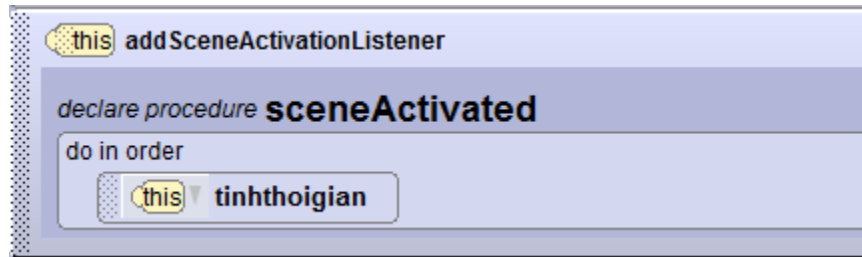 this addSceneActivationListener
declare procedure sceneActivated
do in order
this tinhthoigian